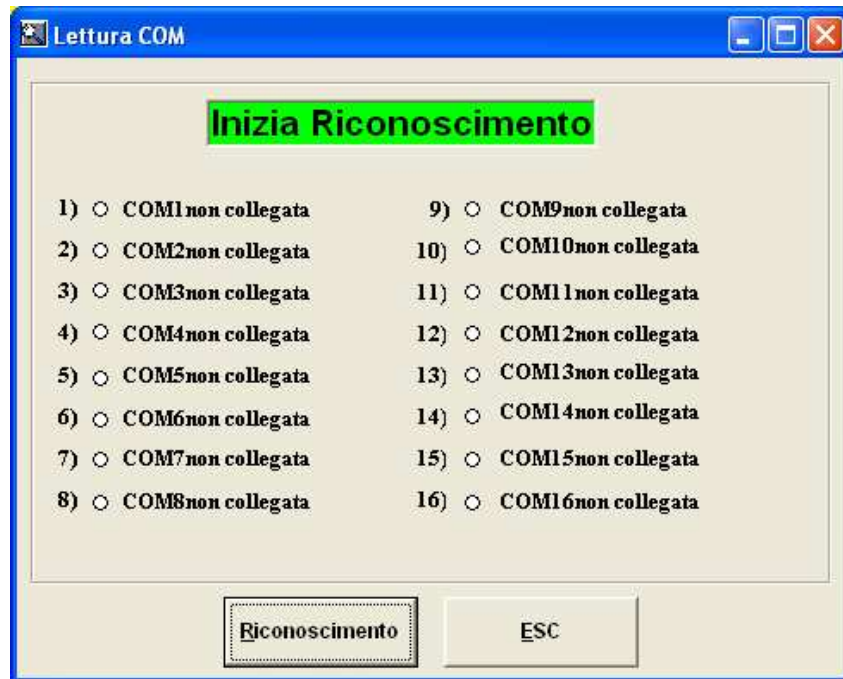 Lettura COM
Inizia Riconoscimento
1) COM1non collegata
2) COM2non collegata
3) COM3non collegata
4) COM4non collegata
5) COM5non collegata
6) COM6non collegata
7) COM7non collegata
8) COM8non collegata
9) COM9non collegata
10) COM10non collegata
11) COM11non collegata
12) COM12non collegata
13) COM13non collegata
14) COM14non collegata
15) COM15non collegata
16) COM16non collegata
Riconoscimento
ESC